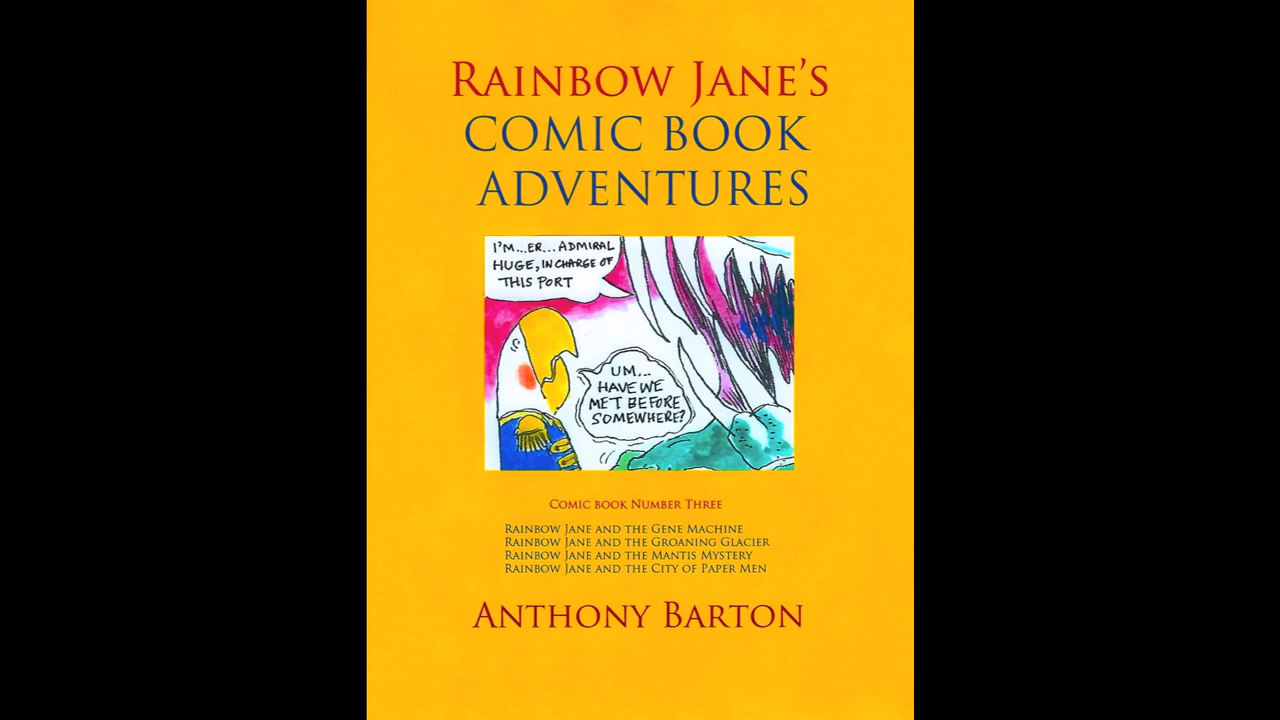 RAINBOW JANE'S
COMIC BOOK
ADVENTURES
I'M...ER...ADMIRAL
HUGE, IN CHARGE OF
THIS PORT
UM...
HAVE WE
MET BEFORE
SOMEWHERE?
COMIC BOOK NUMBER THREE
RAINBOW JANE AND THE GENE MACHINE
RAINBOW JANE AND THE GROANING GLACIER
RAINBOW JANE AND THE MANTIS MYSTERY
RAINBOW JANE AND THE CITY OF PAPER MEN
ANTHONY BARTON